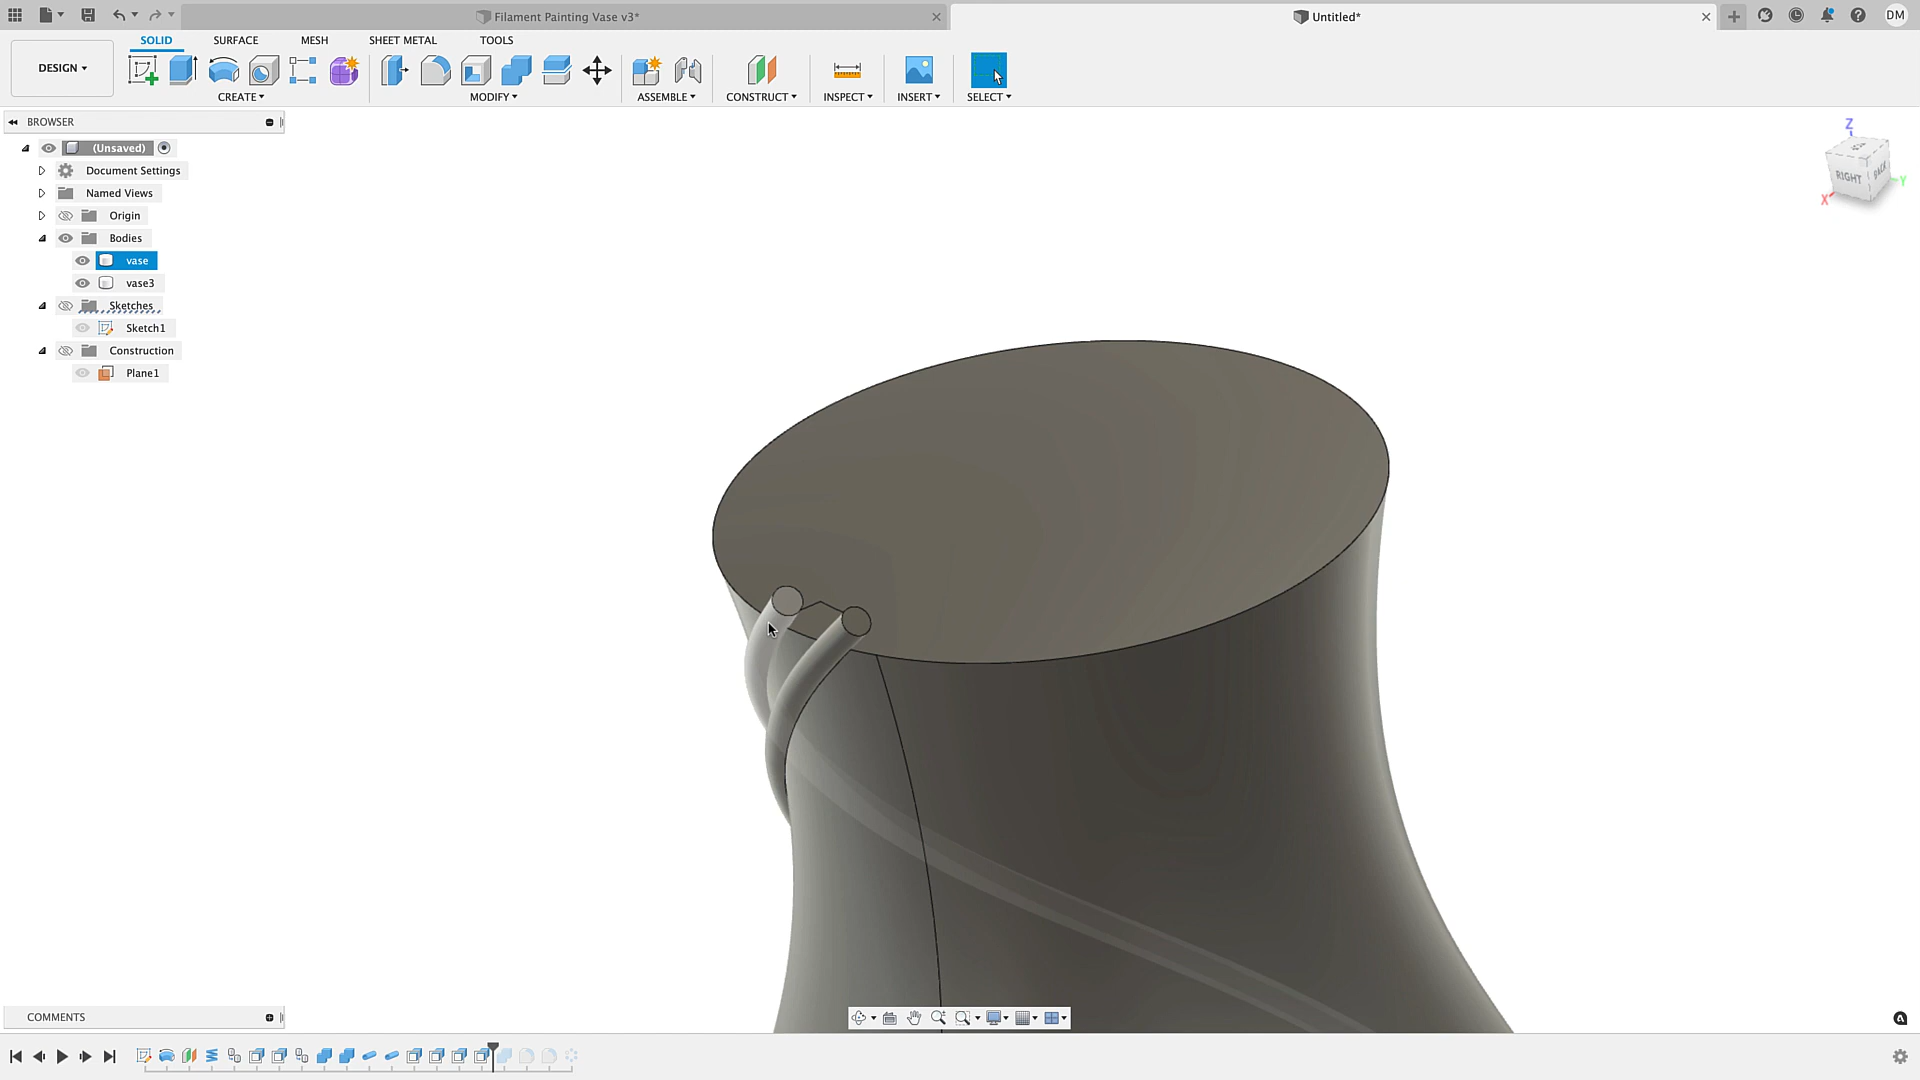 Filament Painting Vase v3*
Untitled*
DM
SOLID
SURFACE
MESH
SHEET METAL
TOOLS
DESIGN
CREATE
MODIFY
ASSEMBLE
CONSTRUCT
INSPECT
INSERT
SELECT
BROWSER
(Unsaved)
Document Settings
Named Views
Origin
Bodies
vase
vase3
Sketches
Sketch1
Construction
Plane1
Z
RIGHT
BACK
Y
X
COMMENTS